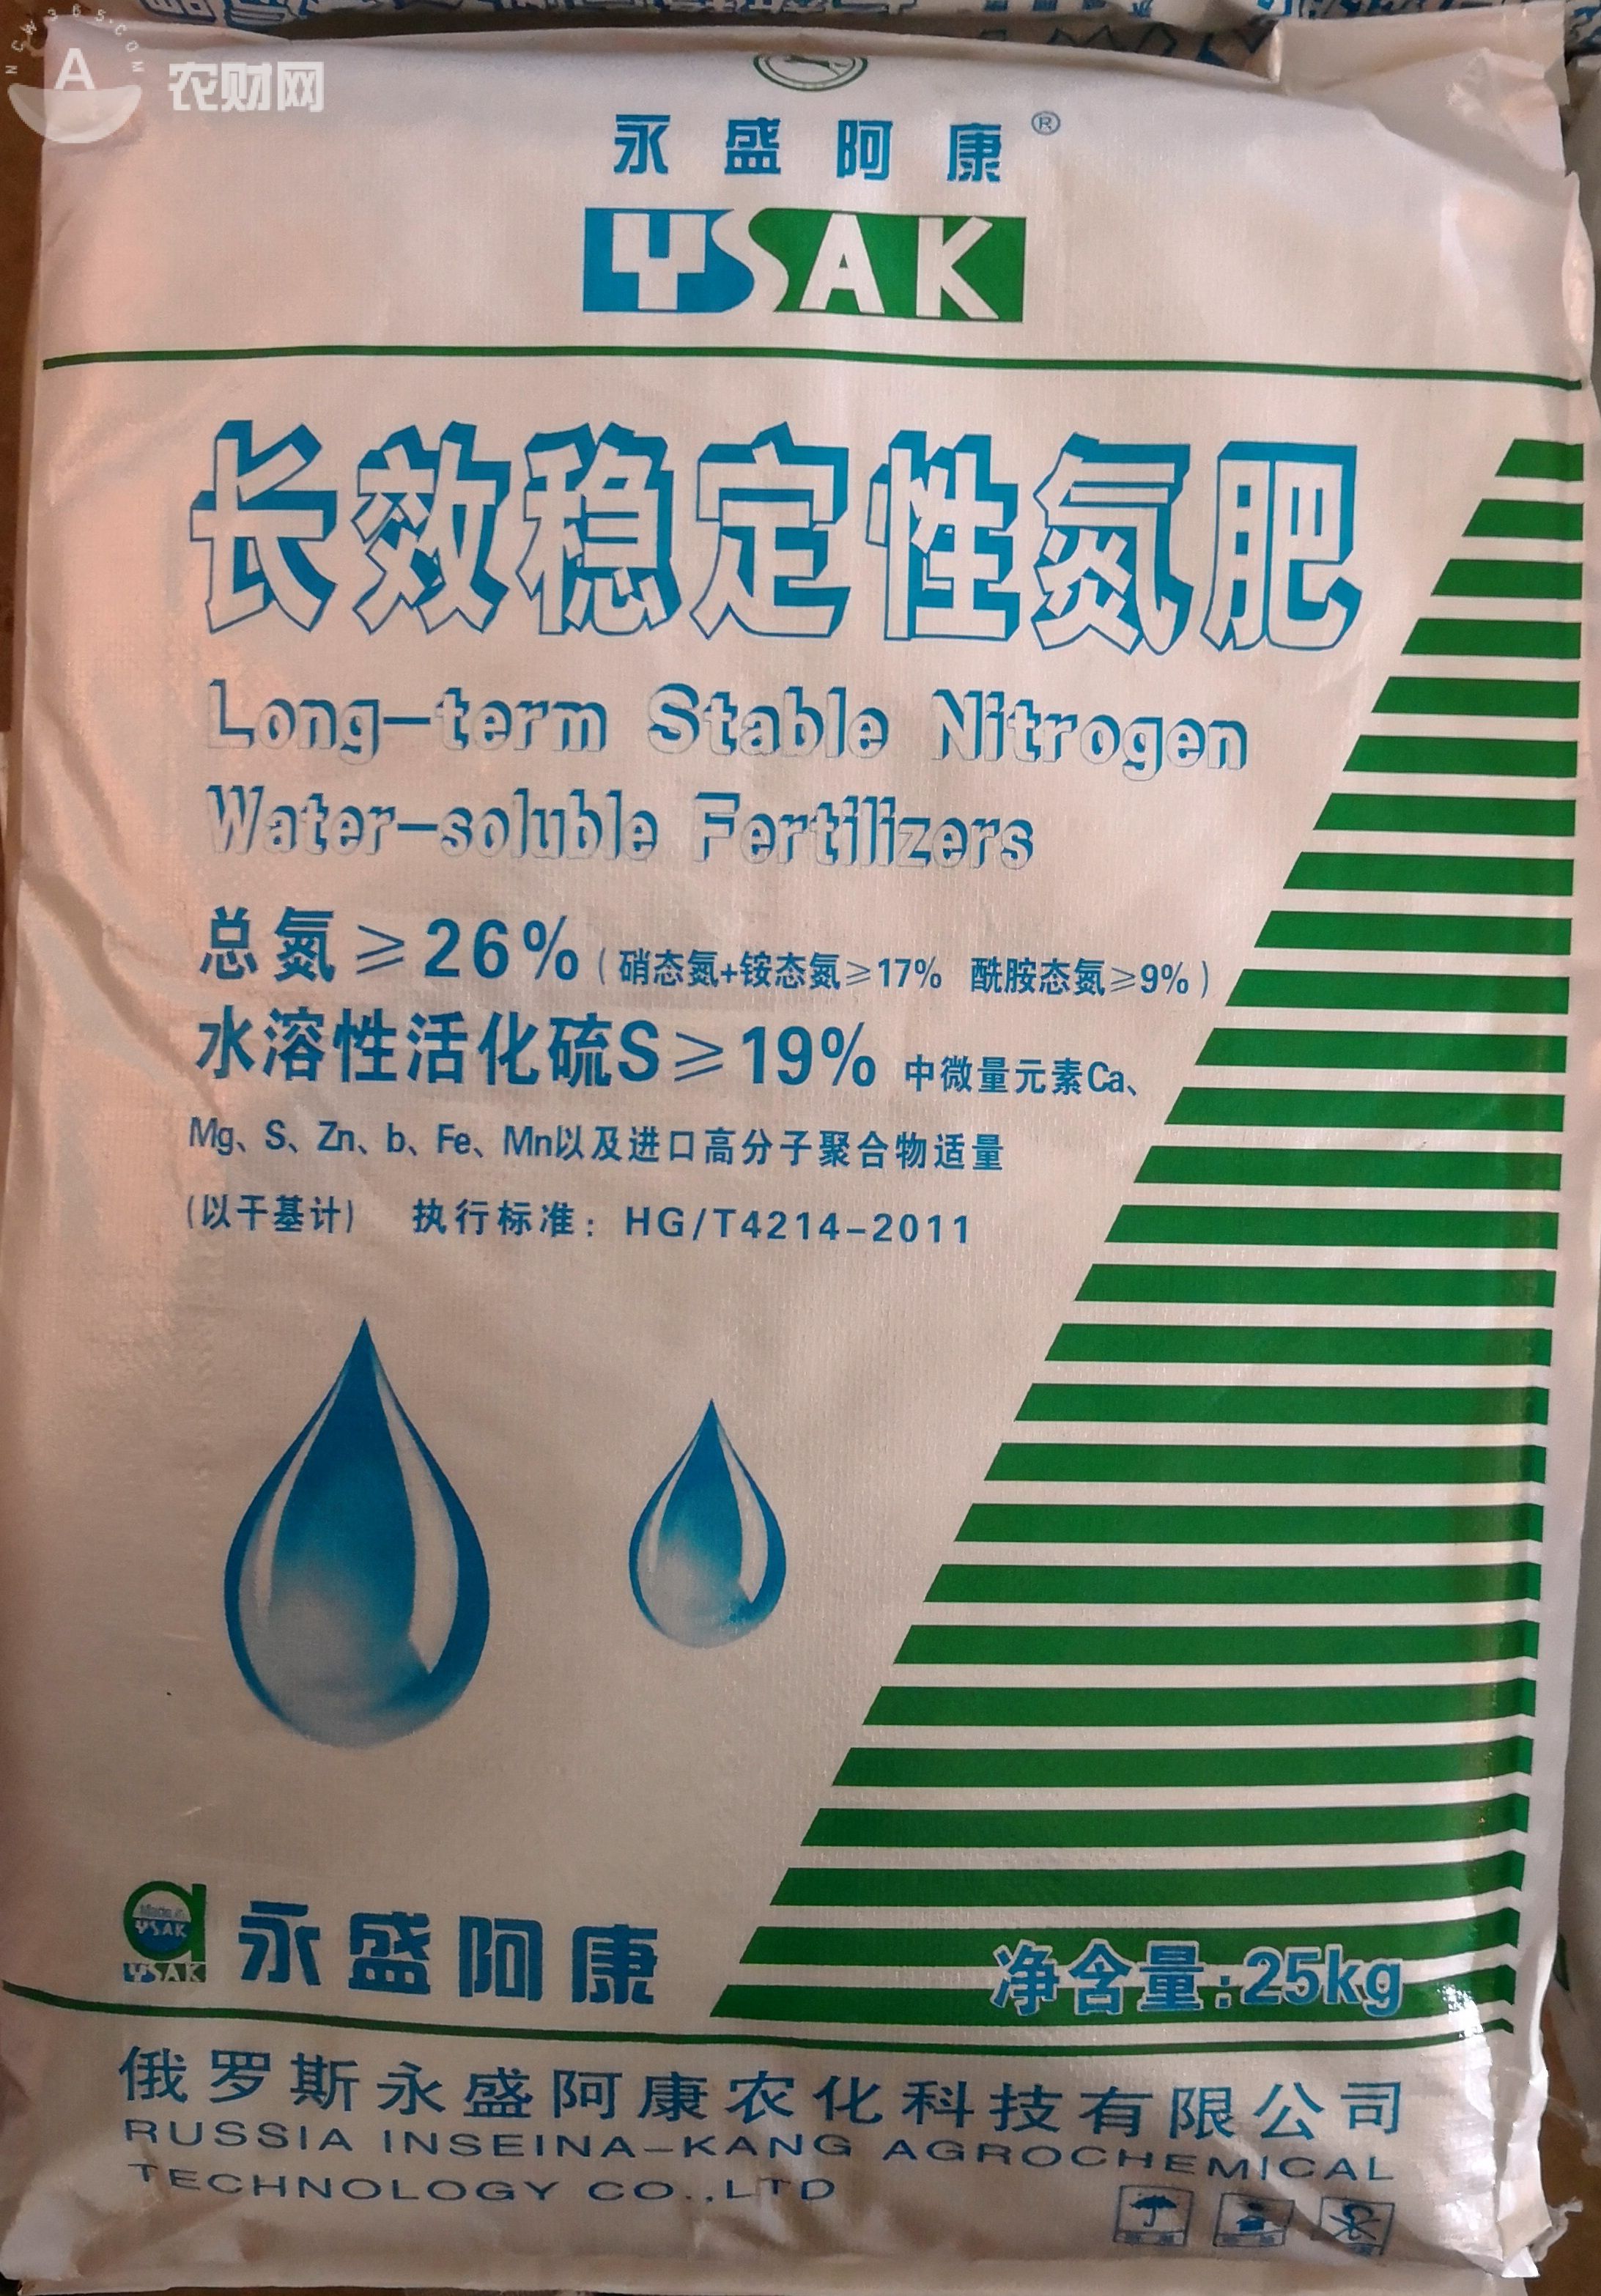 NCW365.COM
A 农财网
永盛阿康®
YSAK
长效稳定性氮肥
Long-term Stable Nitrogen
Water-soluble Fertilizers
总氮≥26%(硝态氮+铵态氮≥17% 酰胺态氮≥9%)
水溶性活化硫S≥19% 中微量元素Ca、
Mg、S、Zn、b、Fe、Mn以及进口高分子聚合物适量
(以干基计) 执行标准:HG/T4214-2011
Made in
YSAK
YSAK
永盛阿康
净含量:25kg
俄罗斯永盛阿康农化科技有限公司
RUSSIA INSEINA-KANG AGROCHEMICAL
TECHNOLOGY CO.,LTD